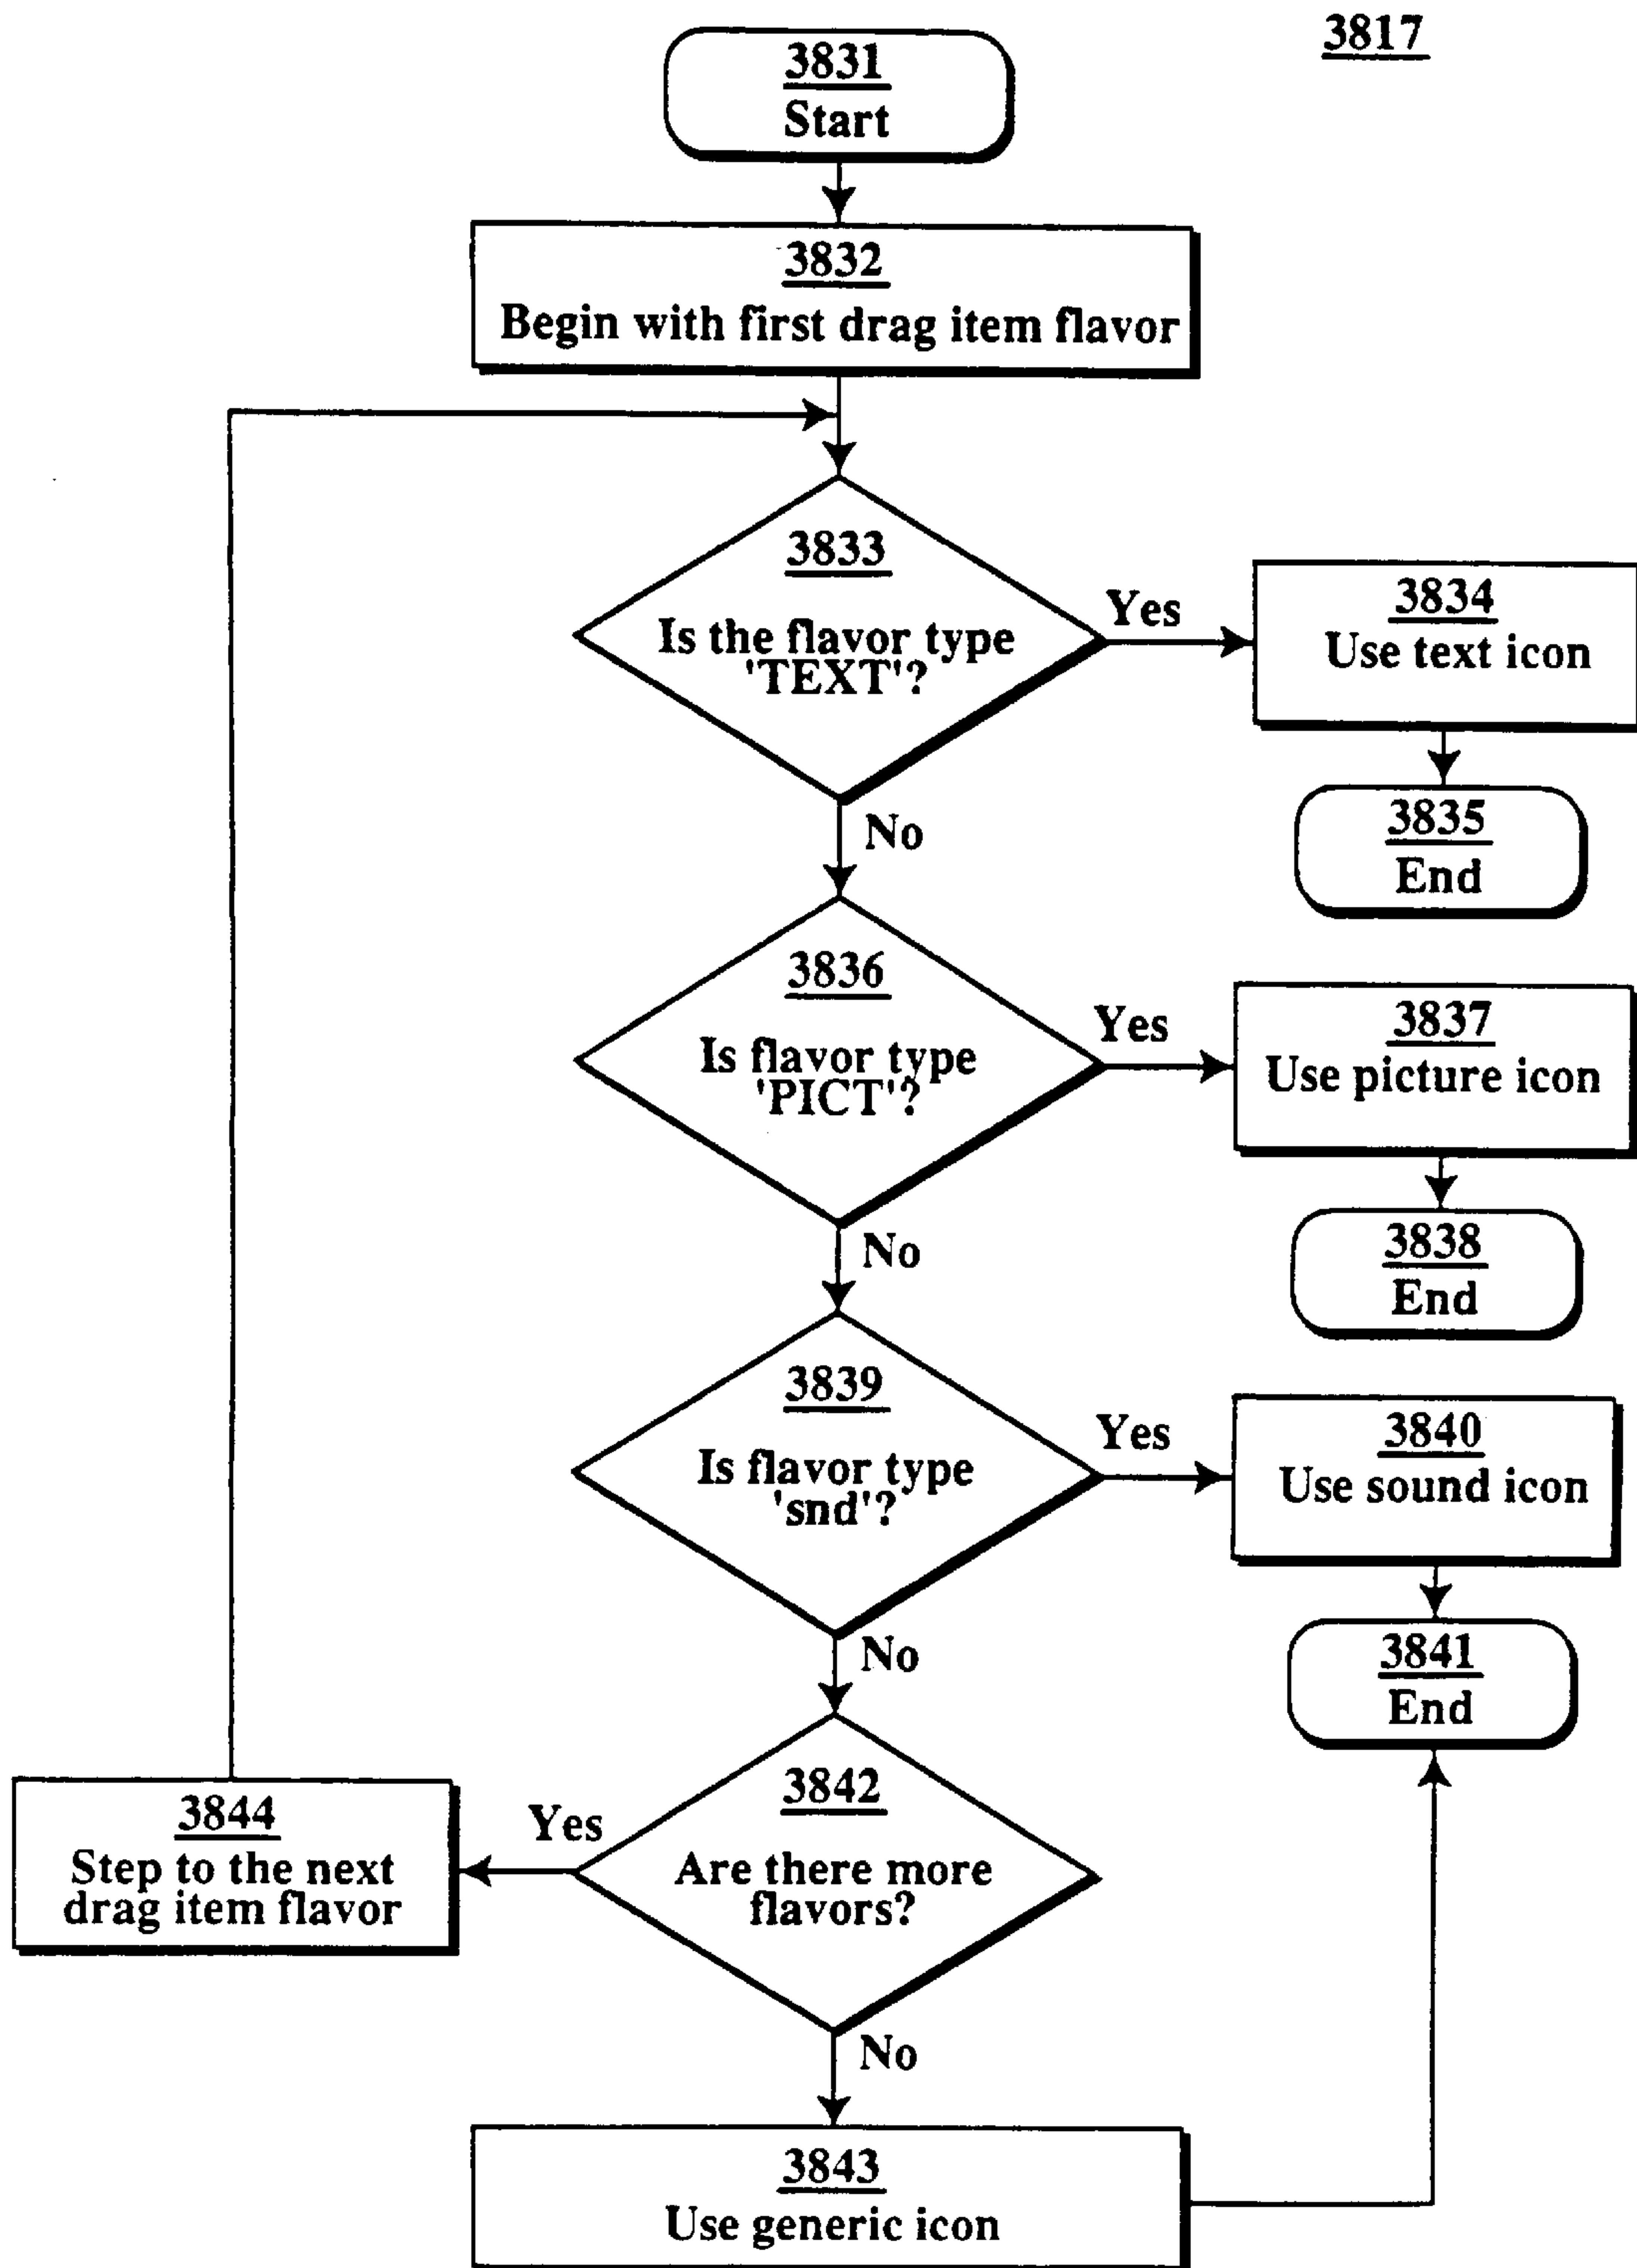 3817
3831
Start
3832
Begin with first drag item flavor
3833
Is the flavor type
'TEXT'?
Yes
3834
Use text icon
3835
End
No
3836
Is flavor type
'PICT'?
Yes
3837
Use picture icon
3838
End
No
3839
Is flavor type
'snd'?
Yes
3840
Use sound icon
3841
End
No
3842
Are there more
flavors?
Yes
3844
Step to the next
drag item flavor
No
3843
Use generic icon